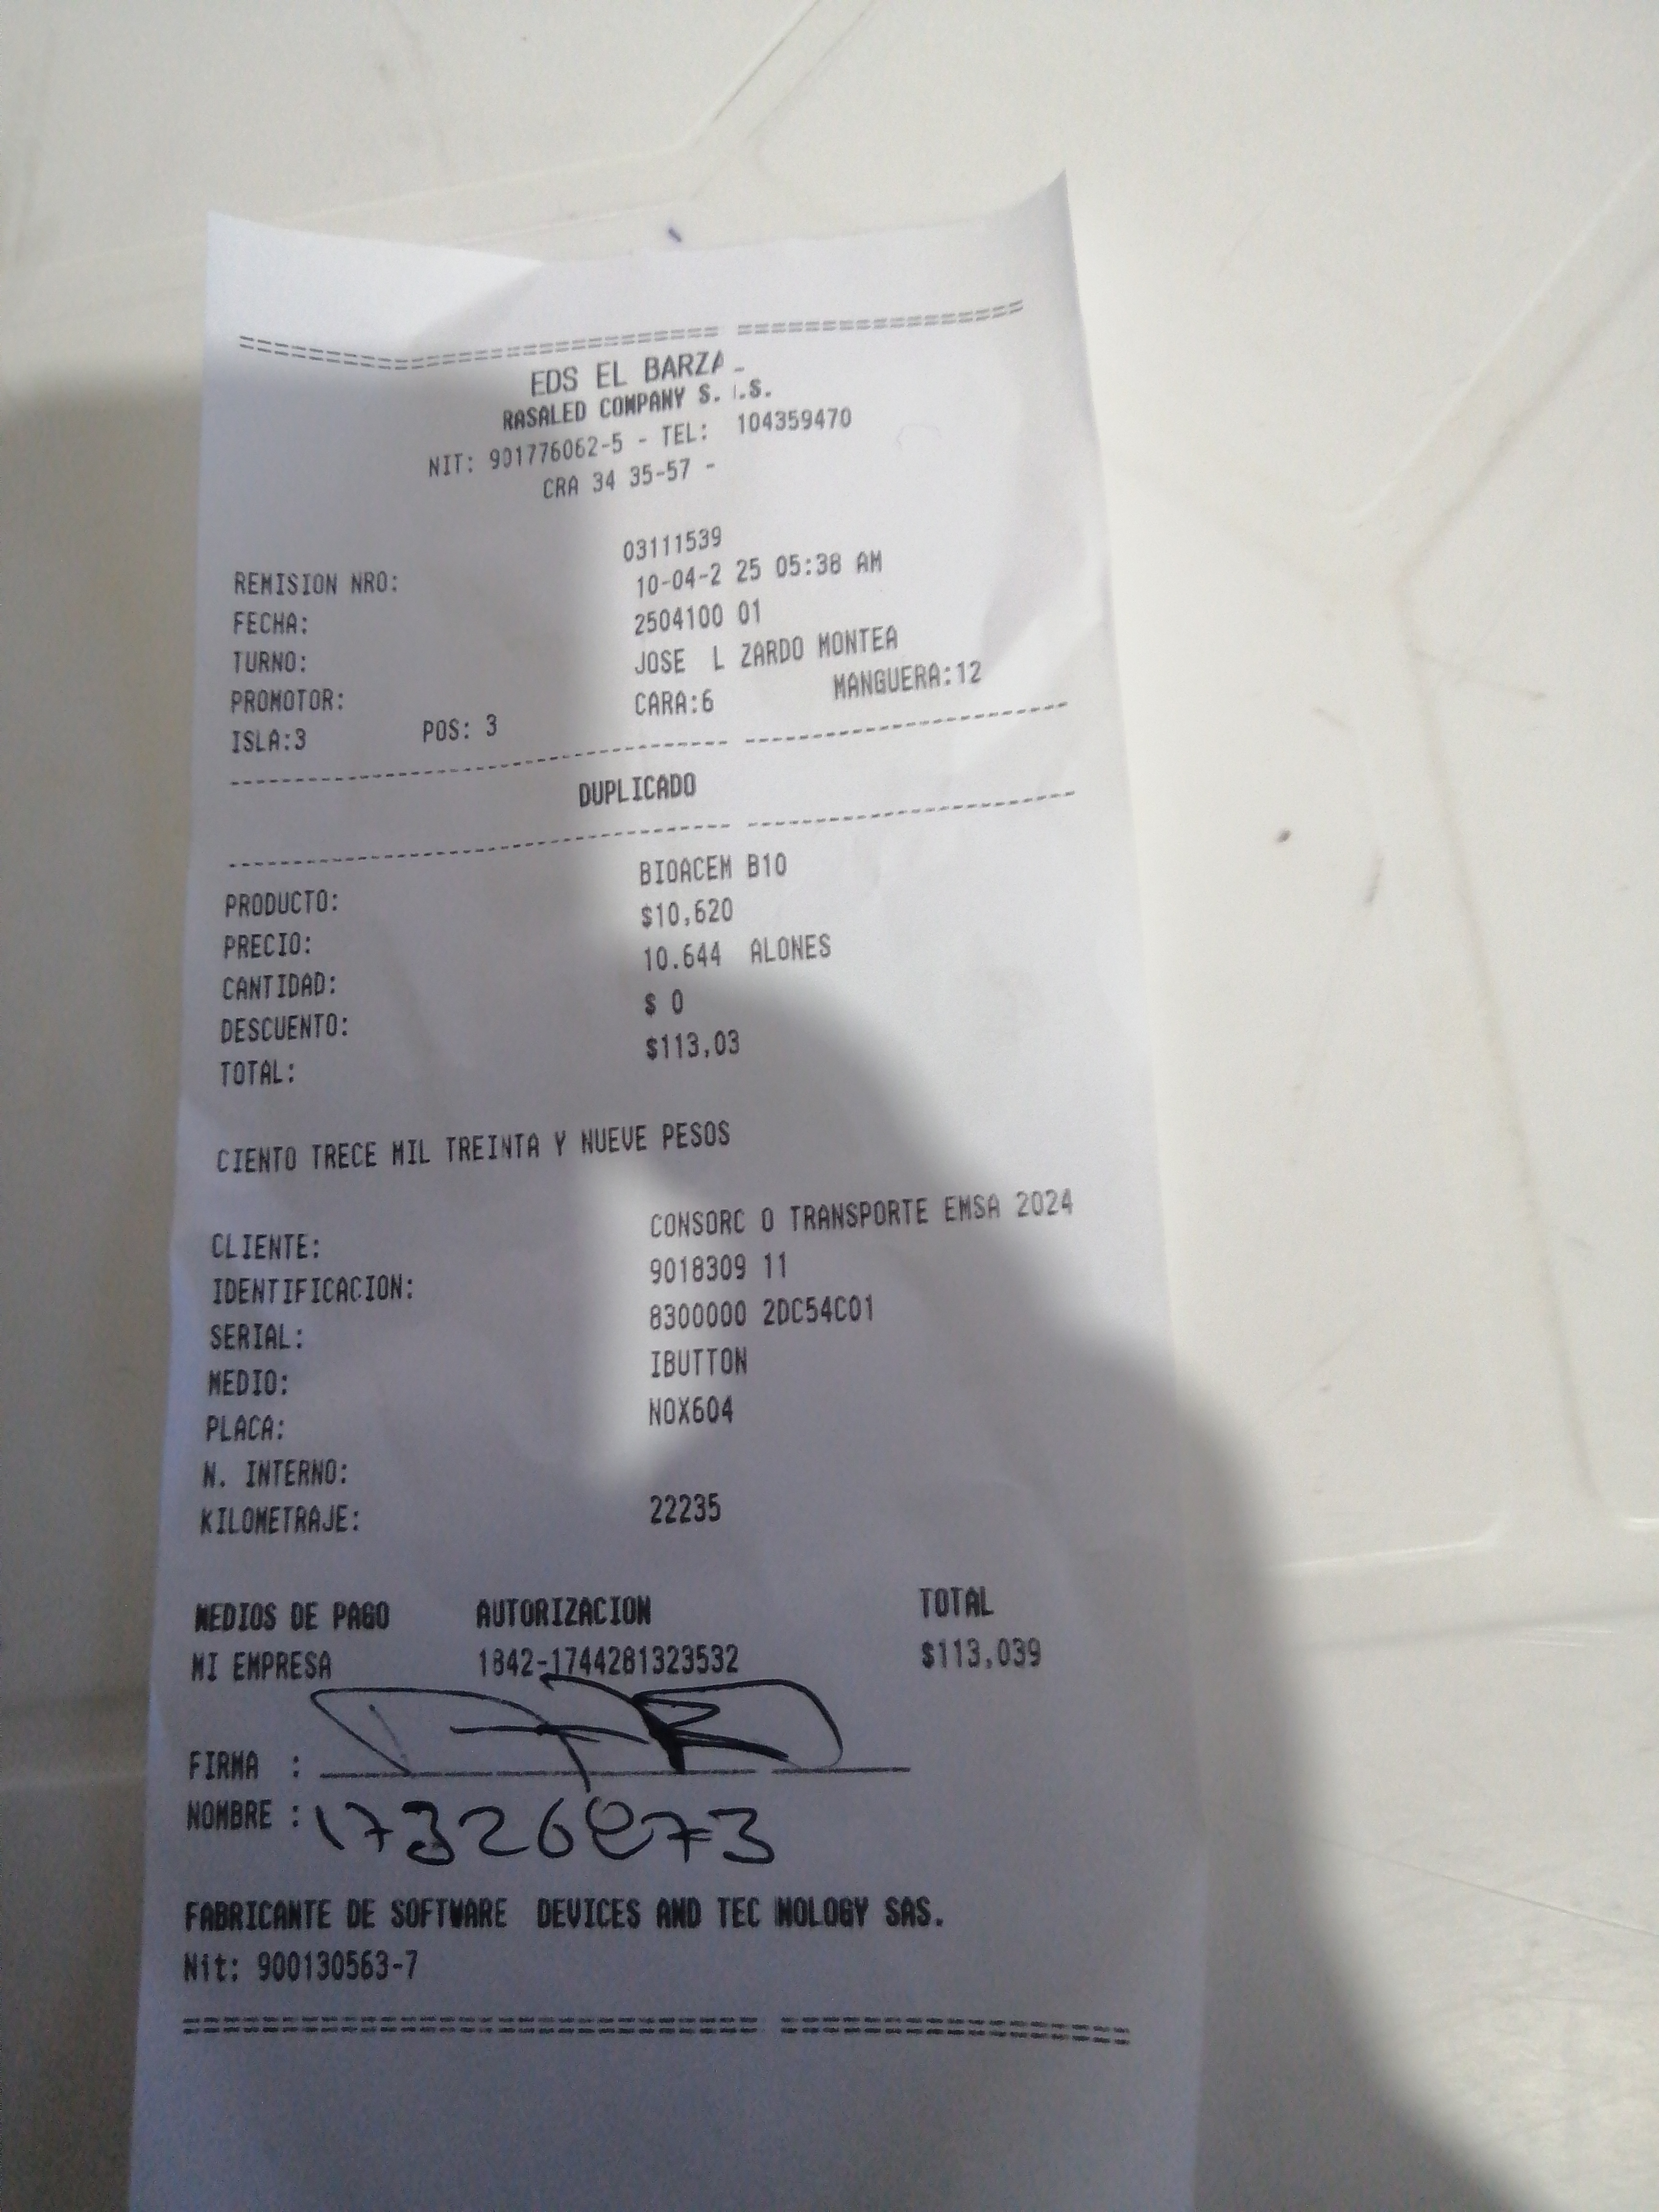 EDS EL BARZA
RASALED COMPANY S. .S.
NIT: 901776062-5 - TEL: 104359470
CRA 34 35-57 -
REMISION NRO: 03111539
FECHA: 10-04-2 25 05:38 AM
TURNO: 2504100 01
PROMOTOR: JOSE L ZARDO MONTEA
ISLA:3 POS: 3 CARA:6 MANGUERA:12
DUPLICADO
PRODUCTO: BIOACEM B10
PRECIO: $10,620
CANTIDAD: 10.644 ALONES
DESCUENTO: $ 0
TOTAL: $113,03
CIENTO TRECE MIL TREINTA Y NUEVE PESOS
CLIENTE: CONSORC O TRANSPORTE EMSA 2024
IDENTIFICACION: 9018309 11
SERIAL: 8300000 2DC54C01
MEDIO: IBUTTON
PLACA: NOX604
N. INTERNO:
KILOMETRAJE: 22235
MEDIOS DE PAGO AUTORIZACION TOTAL
MI EMPRESA 1842-1744281323532 $113,039
FIRMA :
NOMBRE : 17326873
FABRICANTE DE SOFTWARE DEVICES AND TEC NOLOGY SAS.
Nit: 900130563-7